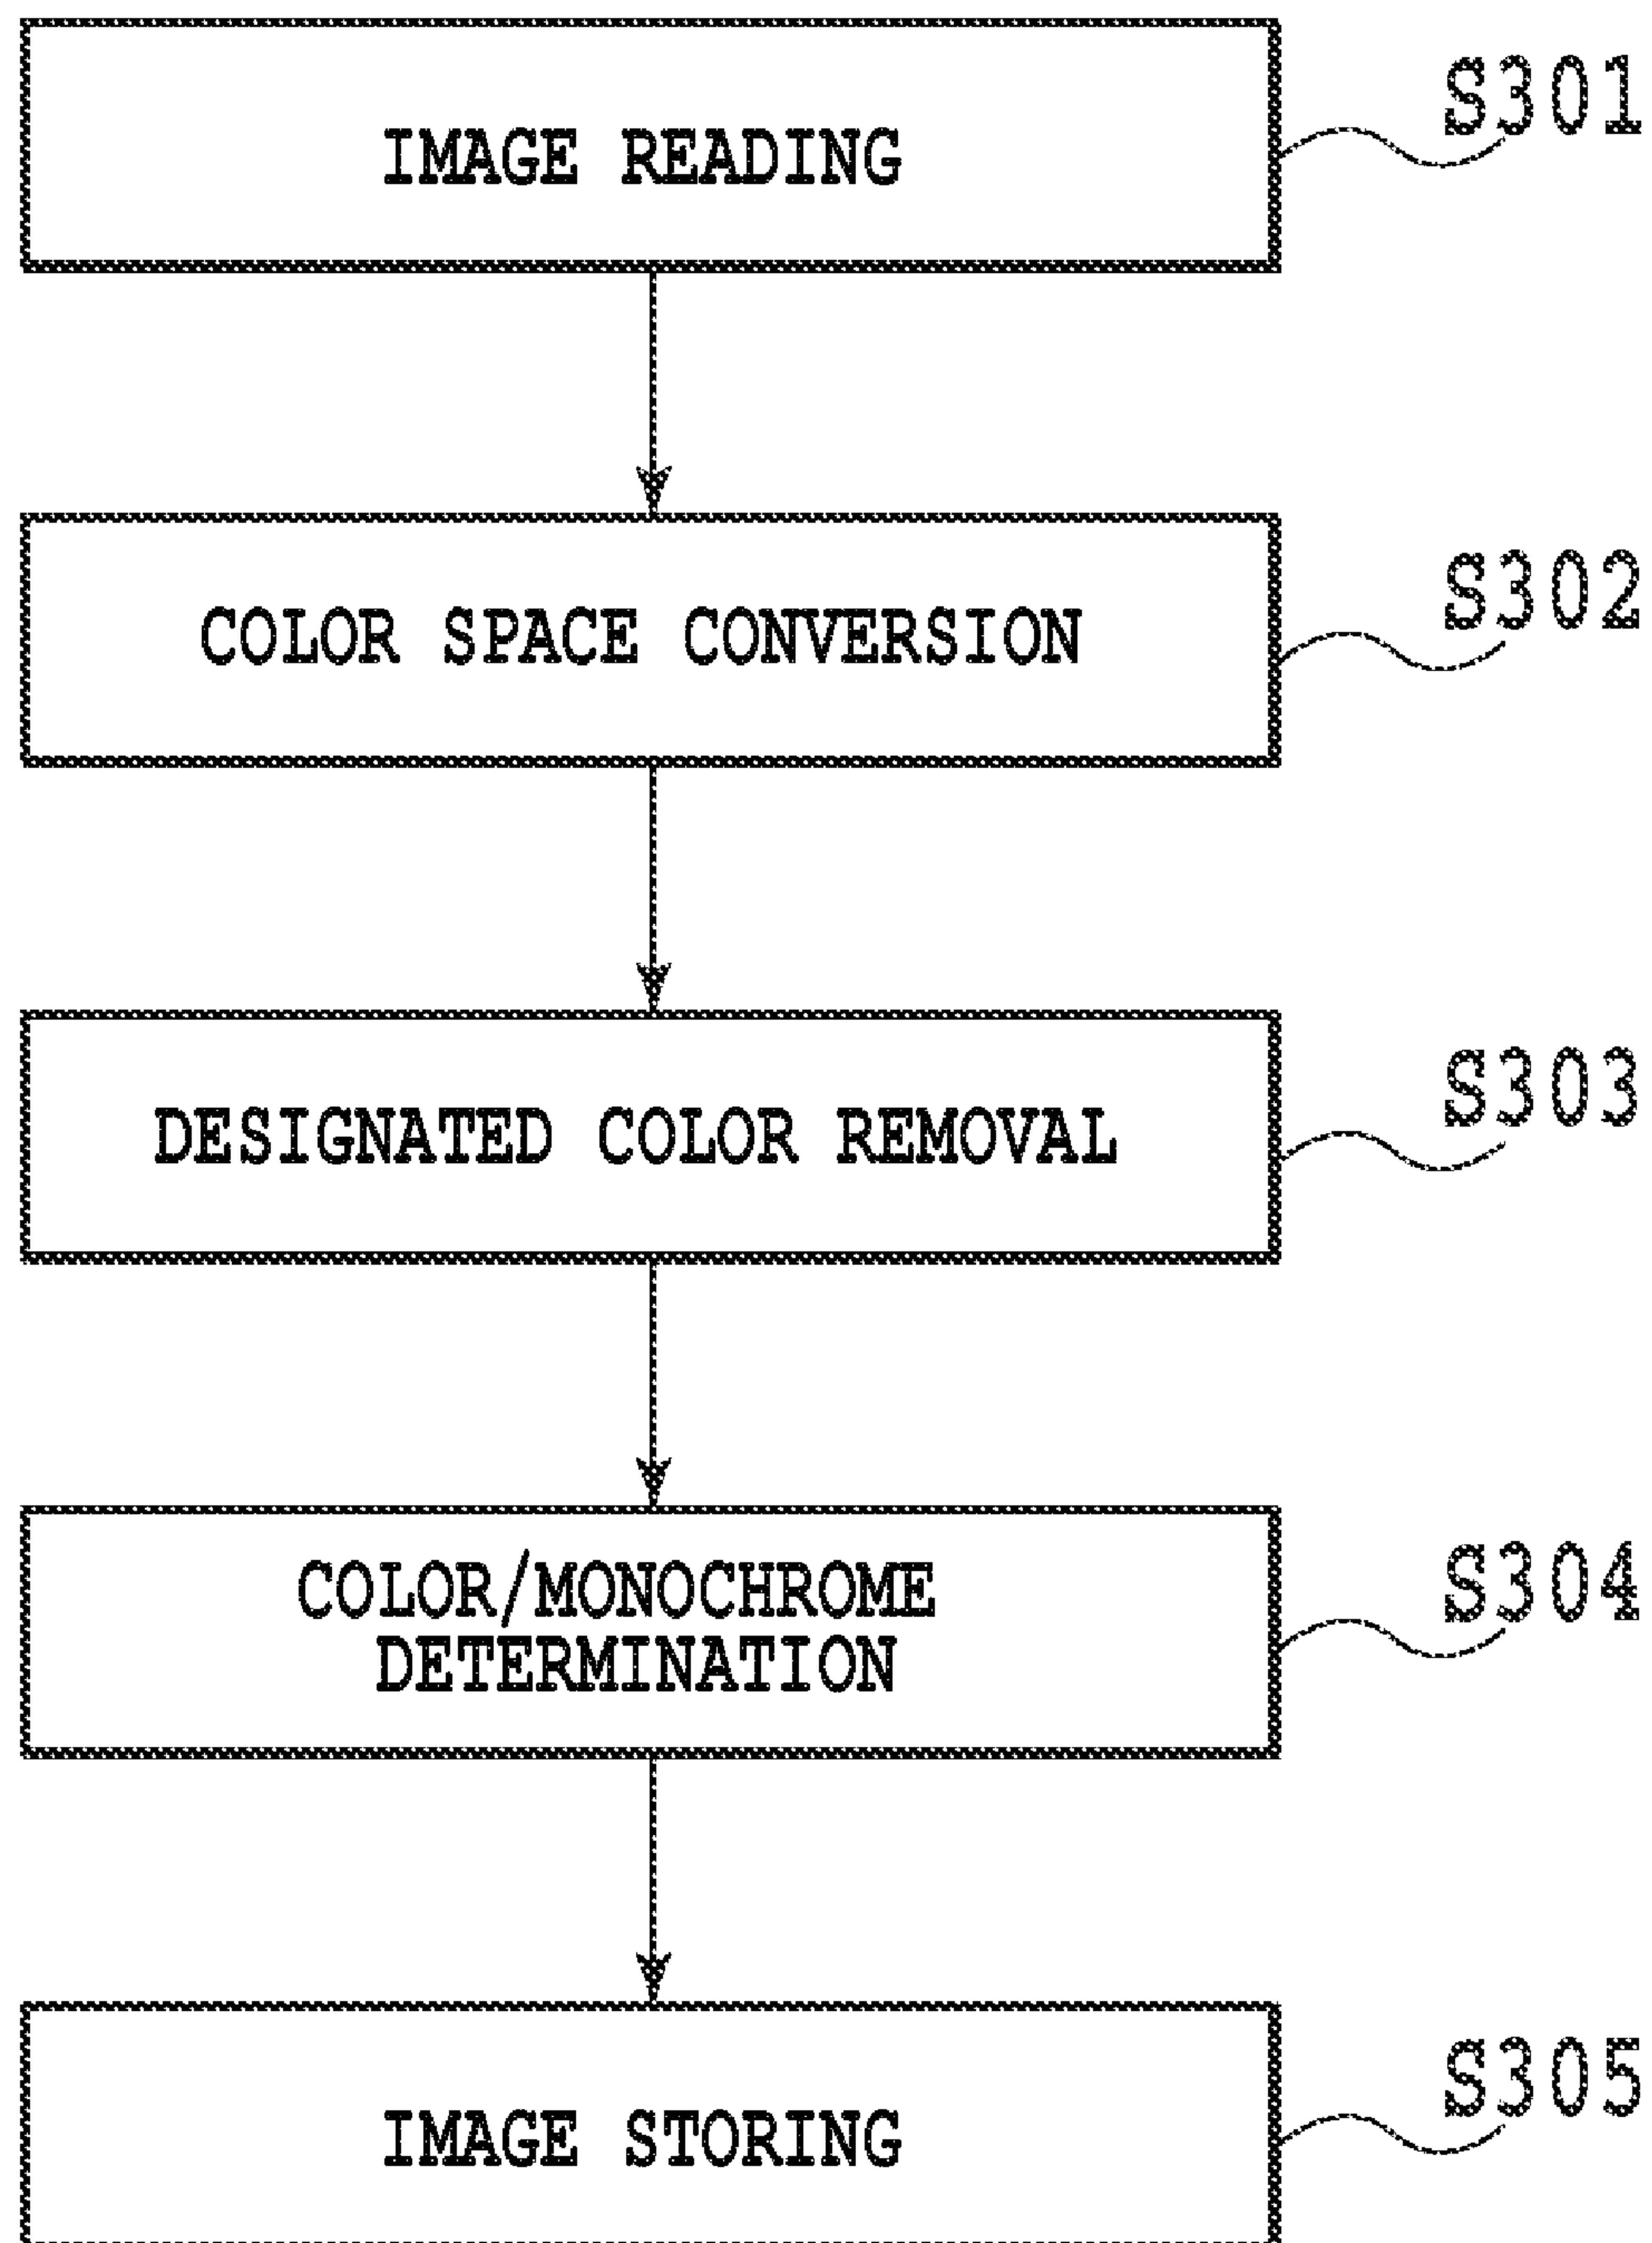 IMAGE READING
S301
COLOR SPACE CONVERSION
S302
DESIGNATED COLOR REMOVAL
S303
COLOR/MONOCHROME
DETERMINATION
S304
IMAGE STORING
S305